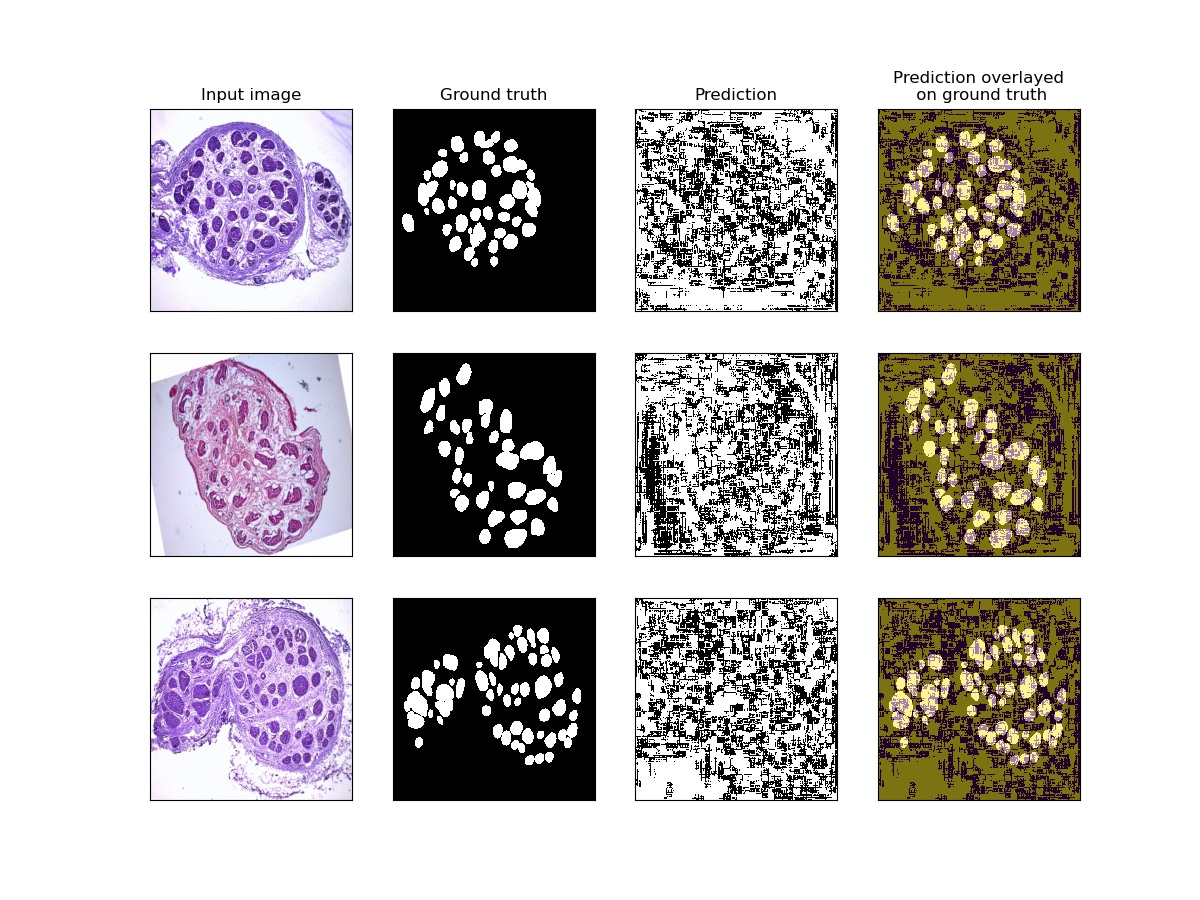 Input image
Ground truth
Prediction
Prediction overlayed
on ground truth